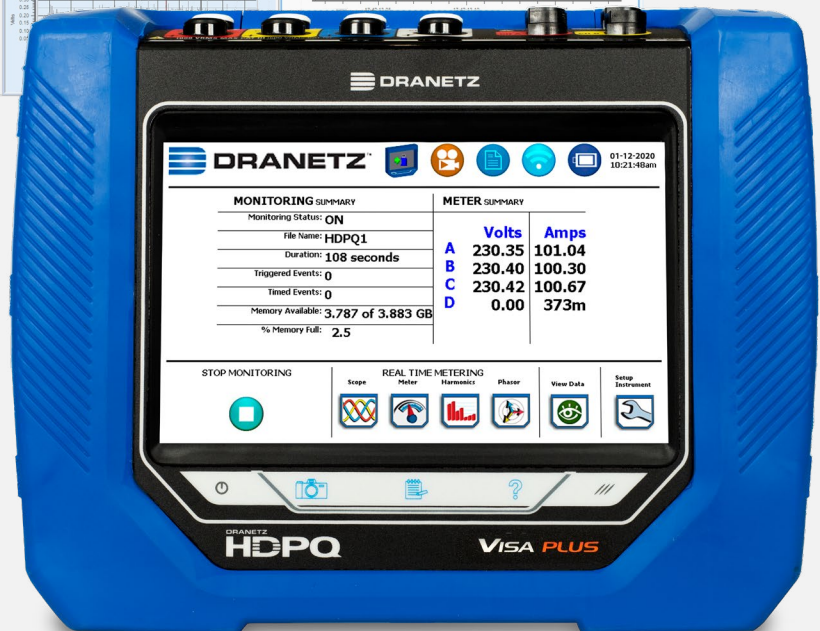 DRANETZ
DRANETZ™
01-12-2020
10:21:48am
MONITORING SUMMARY
Monitoring Status: ON
File Name: HDPQ1
Duration: 108 seconds
Triggered Events: 0
Timed Events: 0
Memory Available: 3.787 of 3.883 GB
% Memory Full: 2.5
METER SUMMARY
Volts Amps
A 230.35 101.04
B 230.40 100.30
C 230.42 100.67
D 0.00 373m
STOP MONITORING
REAL TIME METERING
Scope Meter Harmonics Phasor
View Data
Setup
Instrument
DRANETZ
HDPQ
VISA PLUS